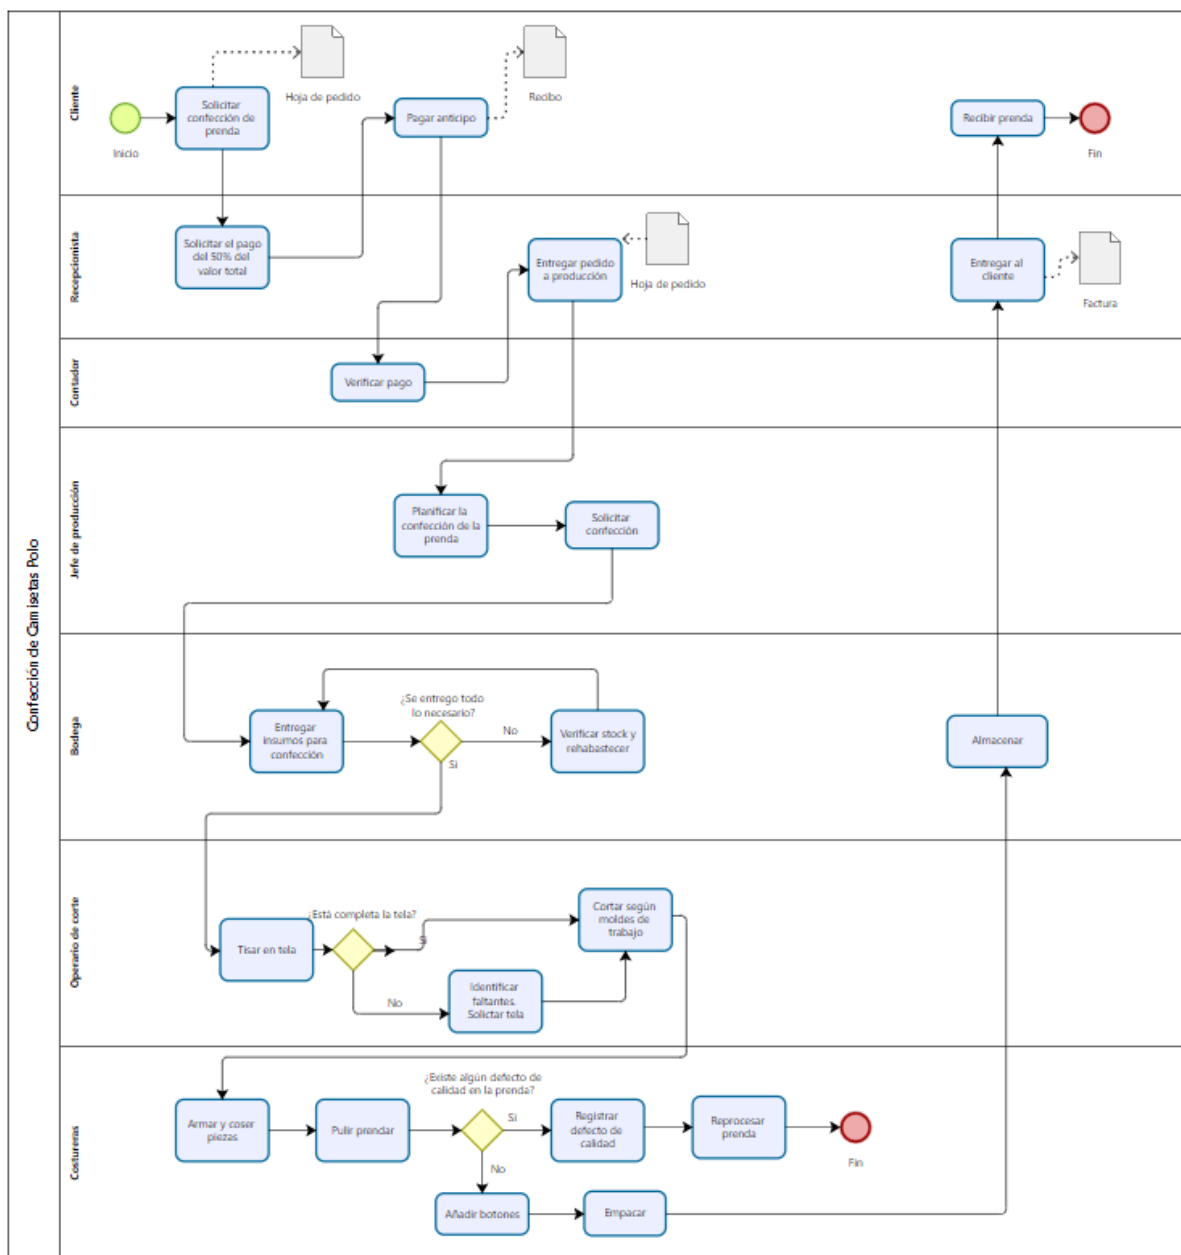 Confección de Camisetas Polo
Cliente
Inicio
Solicitar
confección de
prenda
Hoja de pedido
Pagar anticipo
Recibo
Recibir prenda
Fin
Recepcionista
Solicitar el pago
del 50% del
valor total
Entregar pedido
a producción
Hoja de pedido
Entregar al
cliente
Factura
Contador
Verificar pago
Jefe de producción
Planificar la
confección de la
prenda
Solicitar
confección
Bodega
Entregar
insumos para
confección
¿Se entrego todo
lo necesario?
No
Si
Verificar stock y
rehabastecer
Almacenar
Operario de corte
Tisar en tela
¿Está completa la tela?
Si
No
Identificar
faltantes.
Solictar tela
Cortar según
moldes de
trabajo
Costureras
Armar y coser
piezas
Pulir prendar
¿Existe algún defecto de
calidad en la prenda?
Si
No
Registrar
defecto de
calidad
Reprocesar
prenda
Fin
Añadir botones
Empacar